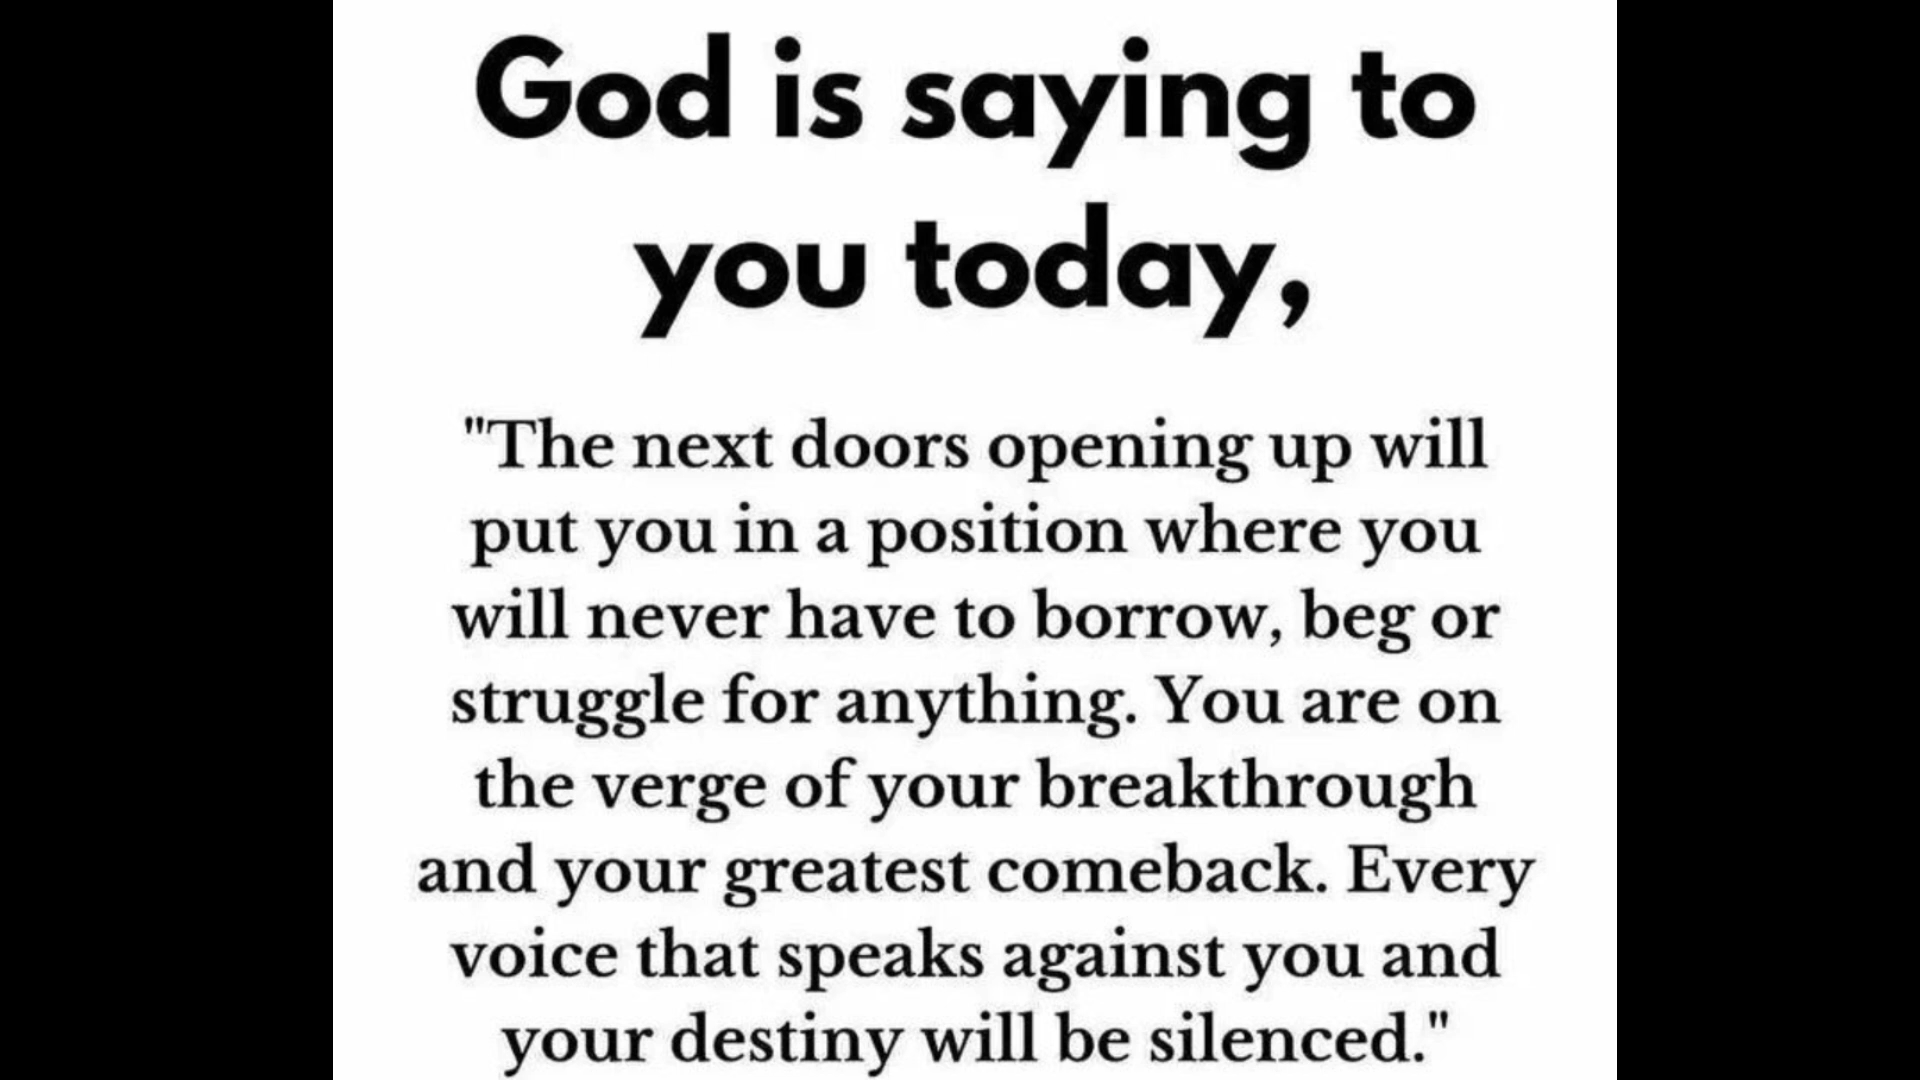 God is saying to
you today,
"The next doors opening up will
put you in a position where you
will never have to borrow, beg or
struggle for anything. You are on
the verge of your breakthrough
and your greatest comeback. Every
voice that speaks against you and
your destiny will be silenced."